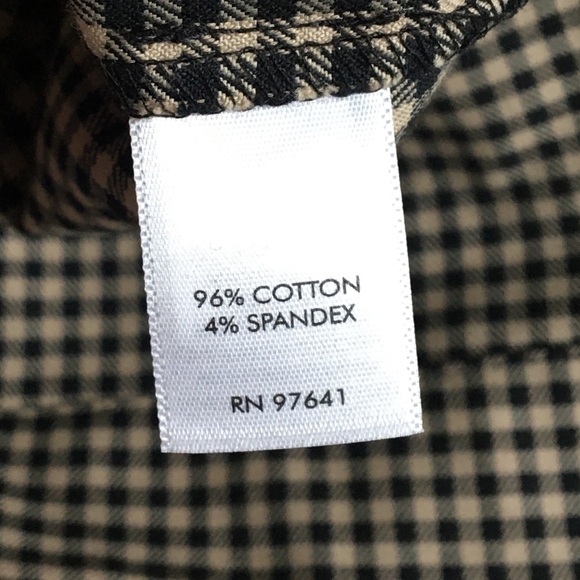 96% COTTON
4% SPANDEX
RN 97641